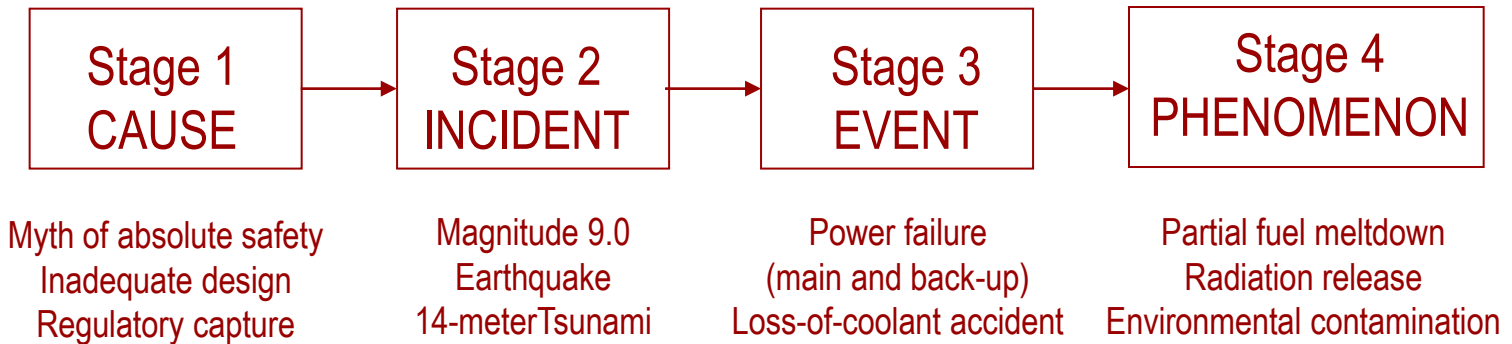 Stage 1
CAUSE
Stage 2
INCIDENT
Stage 3
EVENT
Stage 4
PHENOMENON
Myth of absolute safety
Inadequate design
Regulatory capture
Magnitude 9.0
Earthquake
14-meterTsunami
Power failure
(main and back-up)
Loss-of-coolant accident
Partial fuel meltdown
Radiation release
Environmental contamination